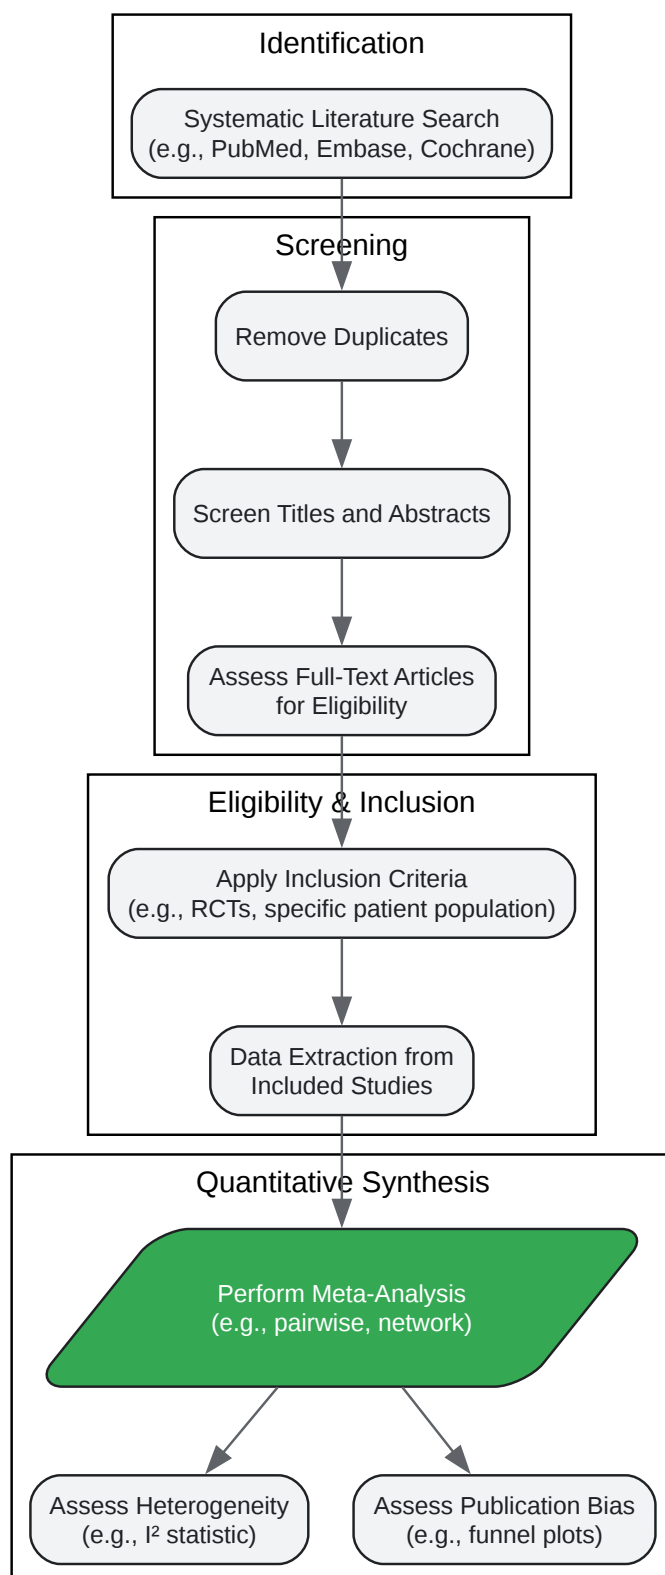 Identification
Systematic Literature Search
(e.g., PubMed, Embase, Cochrane)
Screening
Remove Duplicates
Screen Titles and Abstracts
Assess Full-Text Articles
for Eligibility
Eligibility & Inclusion
Apply Inclusion Criteria
(e.g., RCTs, specific patient population)
Data Extraction from
Included Studies
Quantitative Synthesis
Perform Meta-Analysis
(e.g., pairwise, network)
Assess Heterogeneity
(e.g., I² statistic)
Assess Publication Bias
(e.g., funnel plots)